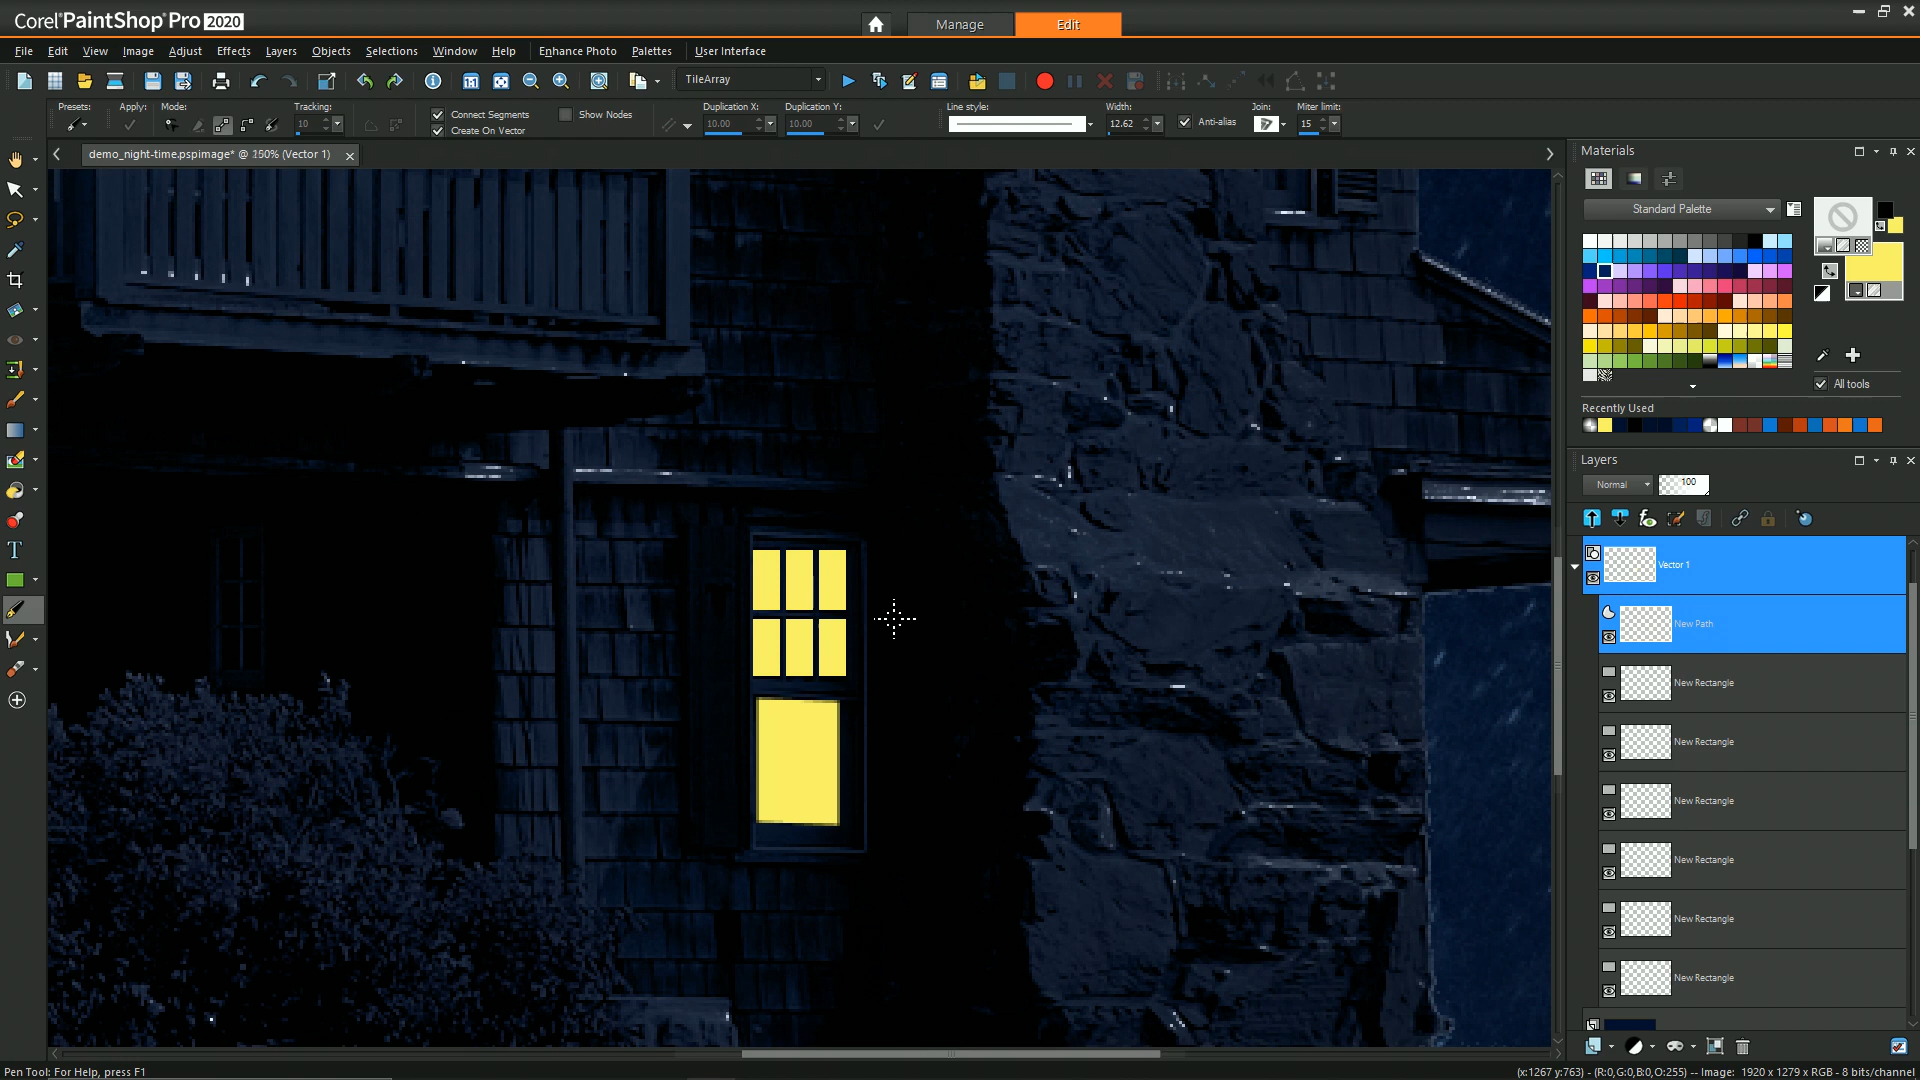 Corel PaintShop Pro 2020
Manage
Edit
File Edit View Image Adjust Effects Layers Objects Selections Window Help Enhance Photo Palettes User Interface
TileArray
Presets:
Apply:
Mode:
Tracking:
10
Connect Segments
Create On Vector
Show Nodes
Duplication X:
10.00
Duplication Y:
10.00
Line style:
Width:
12.62
Anti-alias
Join:
Miter limit:
15
demo_night-time.pspimage* @ 150% (Vector 1)
Materials
Standard Palette
All tools
Recently Used
Layers
Normal
100
Vector 1
New Path
New Rectangle
New Rectangle
New Rectangle
New Rectangle
New Rectangle
New Rectangle
Pen Tool: For Help, press F1
(x:1267 y:763) - (R:0,G:0,B:0,O:255) -- Image: 1920 x 1279 x RGB - 8 bits/channel